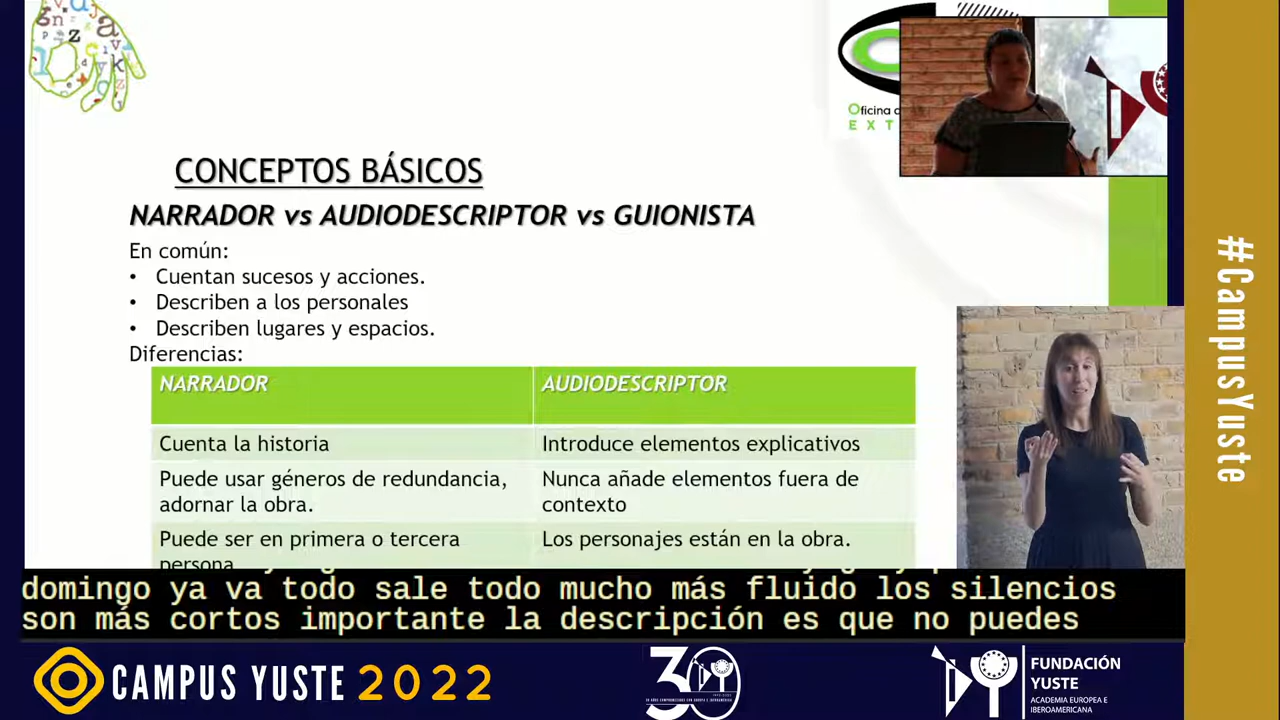 Oficina d
EXT
CONCEPTOS BÁSICOS
NARRADOR vs AUDIODESCRIPTOR vs GUIONISTA
En común:
• Cuentan sucesos y acciones.
• Describen a los personales
• Describen lugares y espacios.
Diferencias:
NARRADOR AUDIODESCRIPTOR
Cuenta la historia Introduce elementos explicativos
Puede usar géneros de redundancia, Nunca añade elementos fuera de
adornar la obra. contexto
Puede ser en primera o tercera Los personajes están en la obra.
persona
domingo ya va todo sale todo mucho más fluido los silencios
son más cortos importante la descripción es que no puedes
#CampusYuste
CAMPUS YUSTE 2022
30
FUNDACIÓN
YUSTE
ACADEMIA EUROPEA E
IBEROAMERICANA